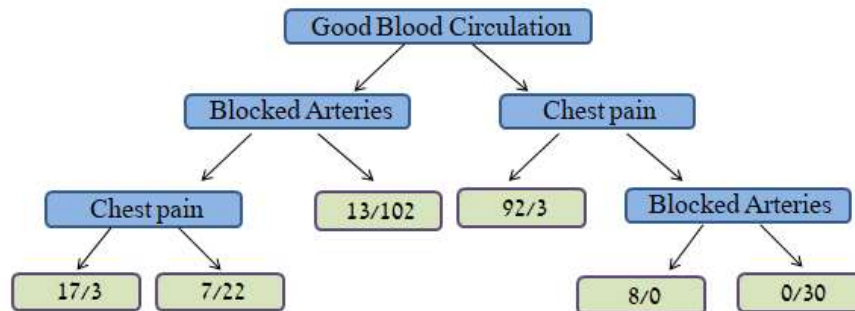 Good Blood Circulation
Blocked Arteries
Chest pain
Chest pain
13/102
92/3
Blocked Arteries
17/3
7/22
8/0
0/30